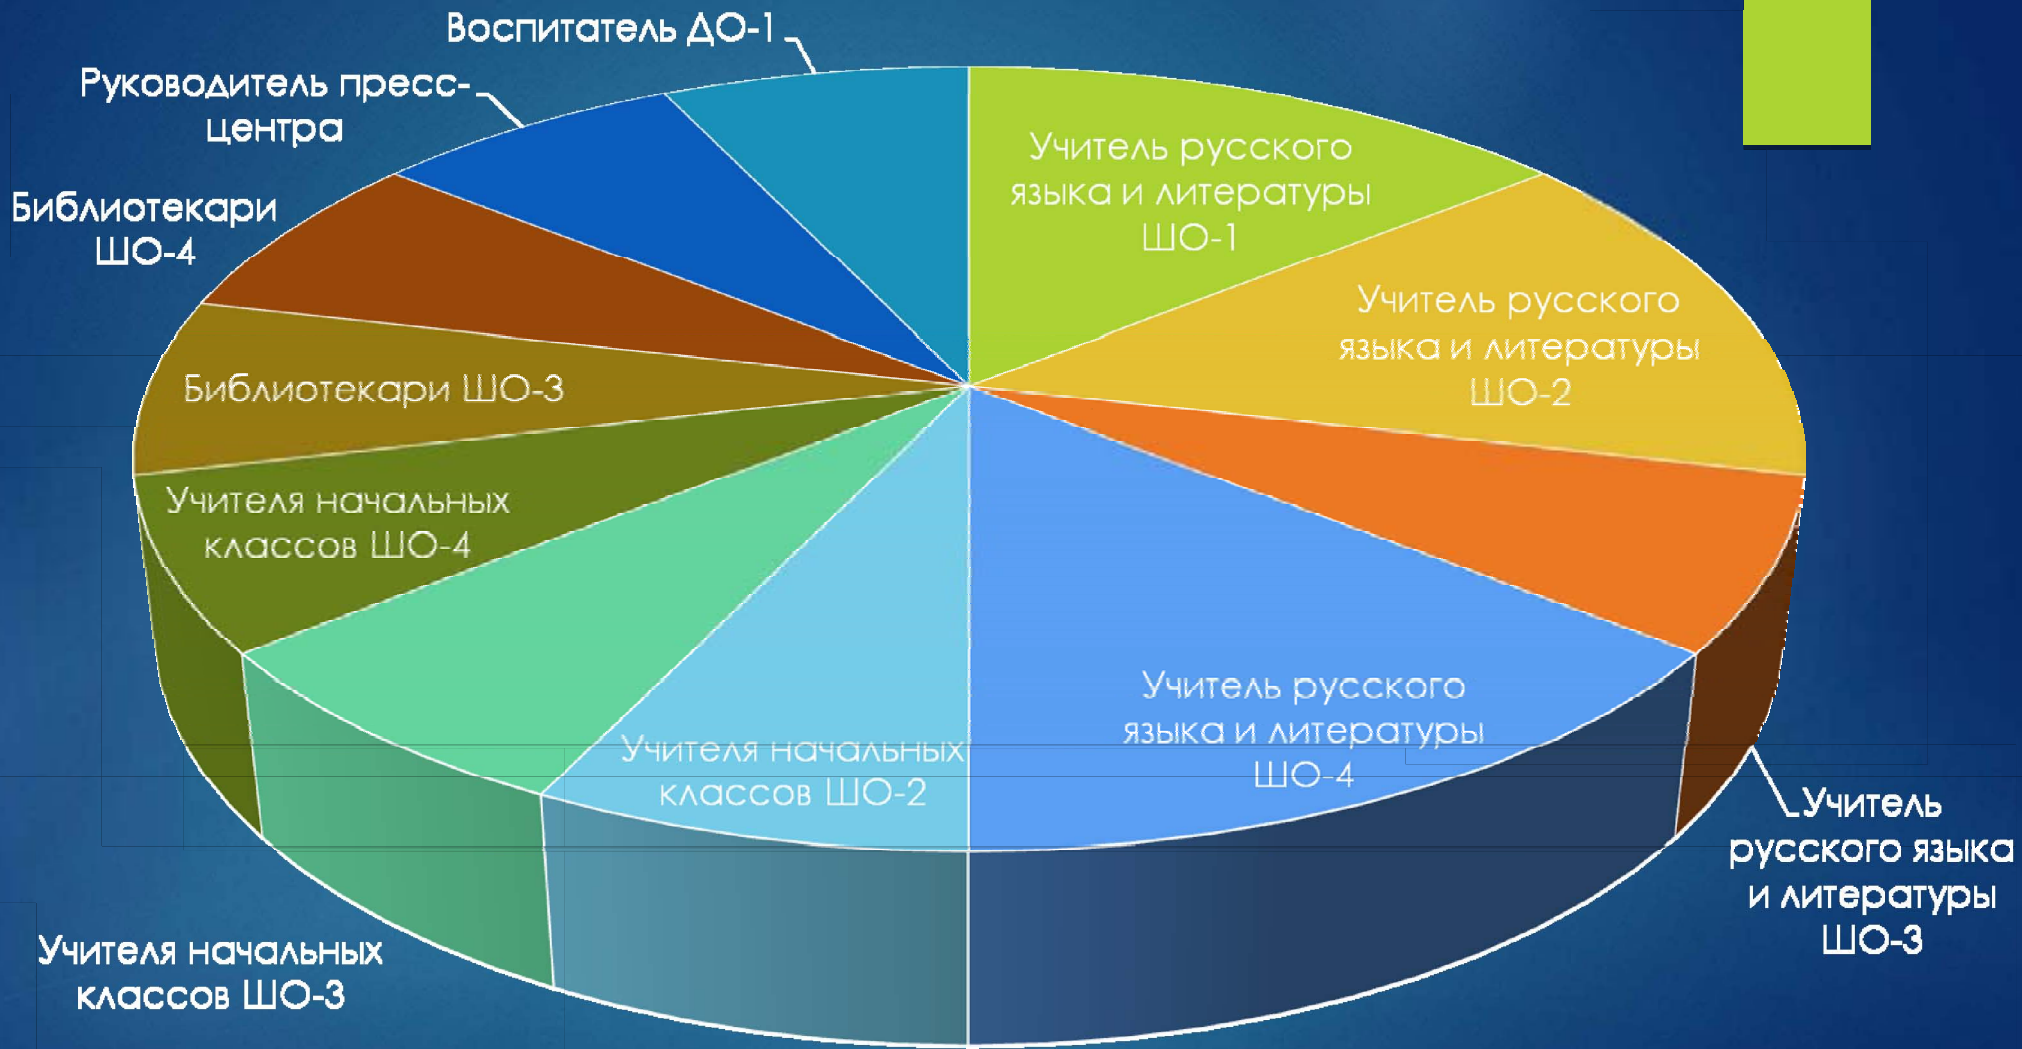 Воспитатель ДО-1
Руководитель пресс-
центра
Библиотекари
ШО-4
Библиотекари ШО-3
Учителя начальных
классов ШО-4
Учителя начальных
классов ШО-3
Учителя начальных
классов ШО-2
Учитель русского
языка и литературы
ШО-1
Учитель русского
языка и литературы
ШО-2
Учитель русского
языка и литературы
ШО-4
Учитель
русского языка
и литературы
ШО-3